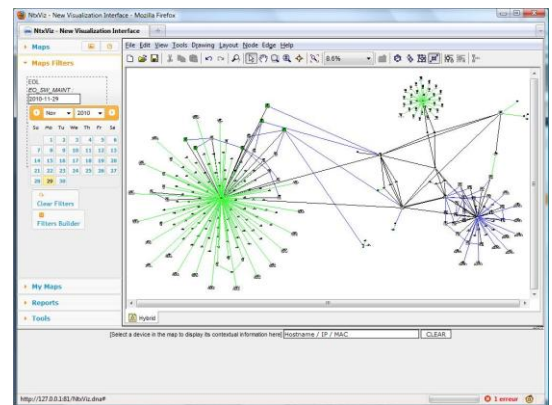 NtxViz - New Visualization Interface - Mozilla Firefox
NtxViz - New Visualization Interface
Maps
Maps Filters
EOL
EO_SW_MAINT :
2010-11-29
Nov 2010
Su Mo Tu We Th Fr Sa
1 2 3 4 5 6
7 8 9 10 11 12 13
14 15 16 17 18 19 20
21 22 23 24 25 26 27
28 29 30
Clear Filters
Filters Builder
My Maps
Reports
Tools
File Edit View Tools Drawing Layout Node Edge Help
8.6%
Hybrid
[Select a device in the map to display its contextual information here] Hostname / IP / MAC CLEAR
http://127.0.0.1:81/NtxViz.dna#
1 erreur